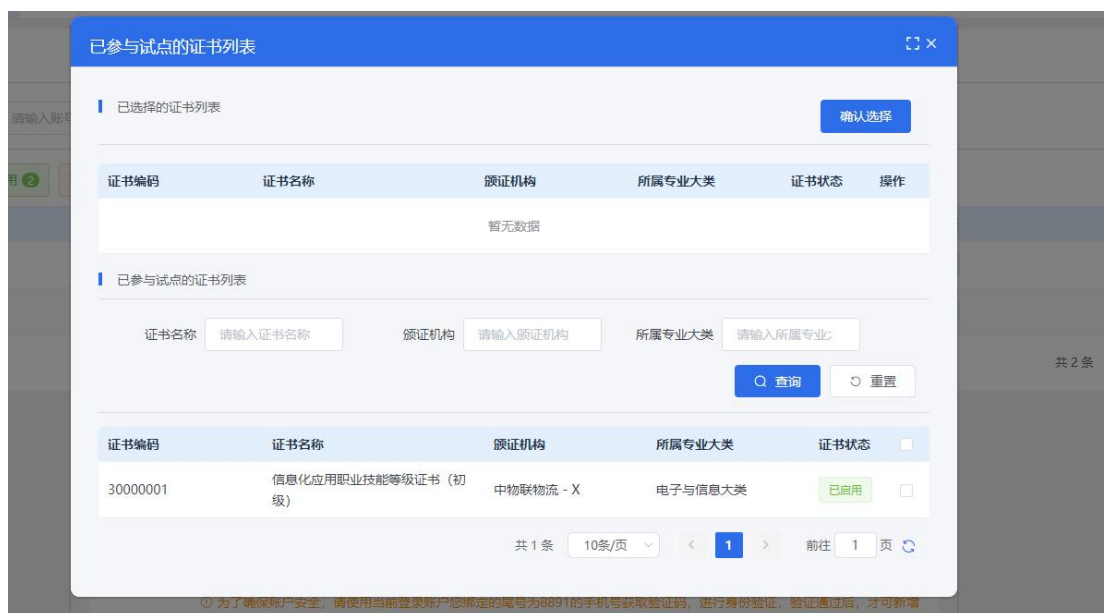 已参与试点的证书列表
已选择的证书列表
确认选择
请输入账号
用 2
证书编码 证书名称 颁证机构 所属专业大类 证书状态 操作
暂无数据
已参与试点的证书列表
证书名称 请输入证书名称 颁证机构 请输入颁证机构 所属专业大类 请输入所属专业
共 2 条
查询 重置
证书编码 证书名称 颁证机构 所属专业大类 证书状态
30000001 信息化应用职业技能等级证书（初
级） 中物联物流 - X 电子与信息大类 已启用
共 1 条 10条/页 < 1 > 前往 1 页
为了确保账户安全，请使用当前登录账户您绑定的尾号为8891的手机号获取验证码，进行身份验证，验证通过后，才可新增